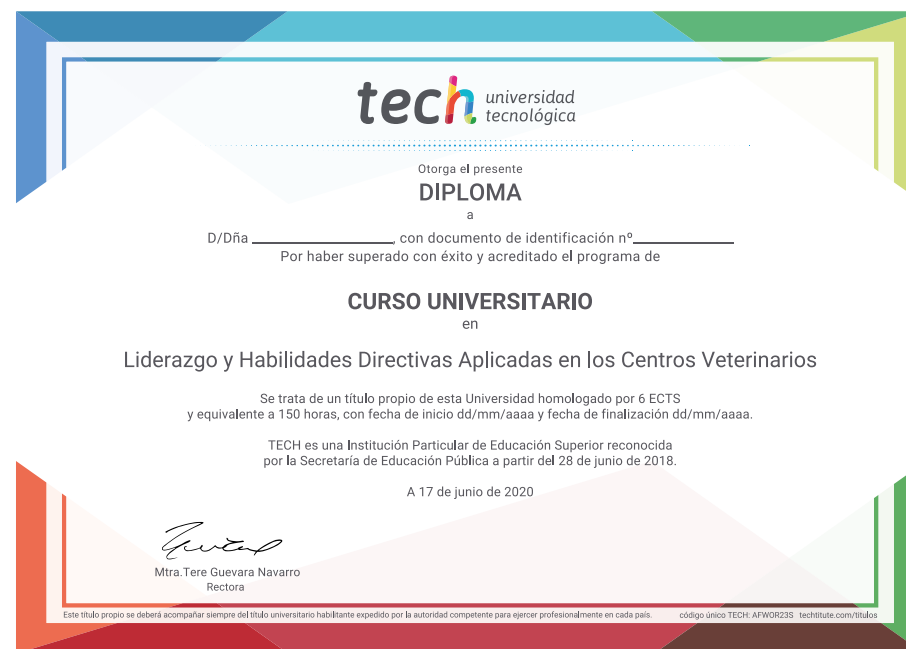 tech universidad
tecnológica
Otorga el presente
DIPLOMA
a
D/Dña ____________________, con documento de identificación nº______________
Por haber superado con éxito y acreditado el programa de
CURSO UNIVERSITARIO
en
Liderazgo y Habilidades Directivas Aplicadas en los Centros Veterinarios
Se trata de un título propio de esta Universidad homologado por 6 ECTS
y equivalente a 150 horas, con fecha de inicio dd/mm/aaaa y fecha de finalización dd/mm/aaaa.
TECH es una Institución Particular de Educación Superior reconocida
por la Secretaría de Educación Pública a partir del 28 de junio de 2018.
A 17 de junio de 2020
Mtra.Tere Guevara Navarro
Rectora
Este título propio se deberá acompañar siempre del título universitario habilitante expedido por la autoridad competente para ejercer profesionalmente en cada país. código único TECH: AFWOR23S techtitute.com/titulos